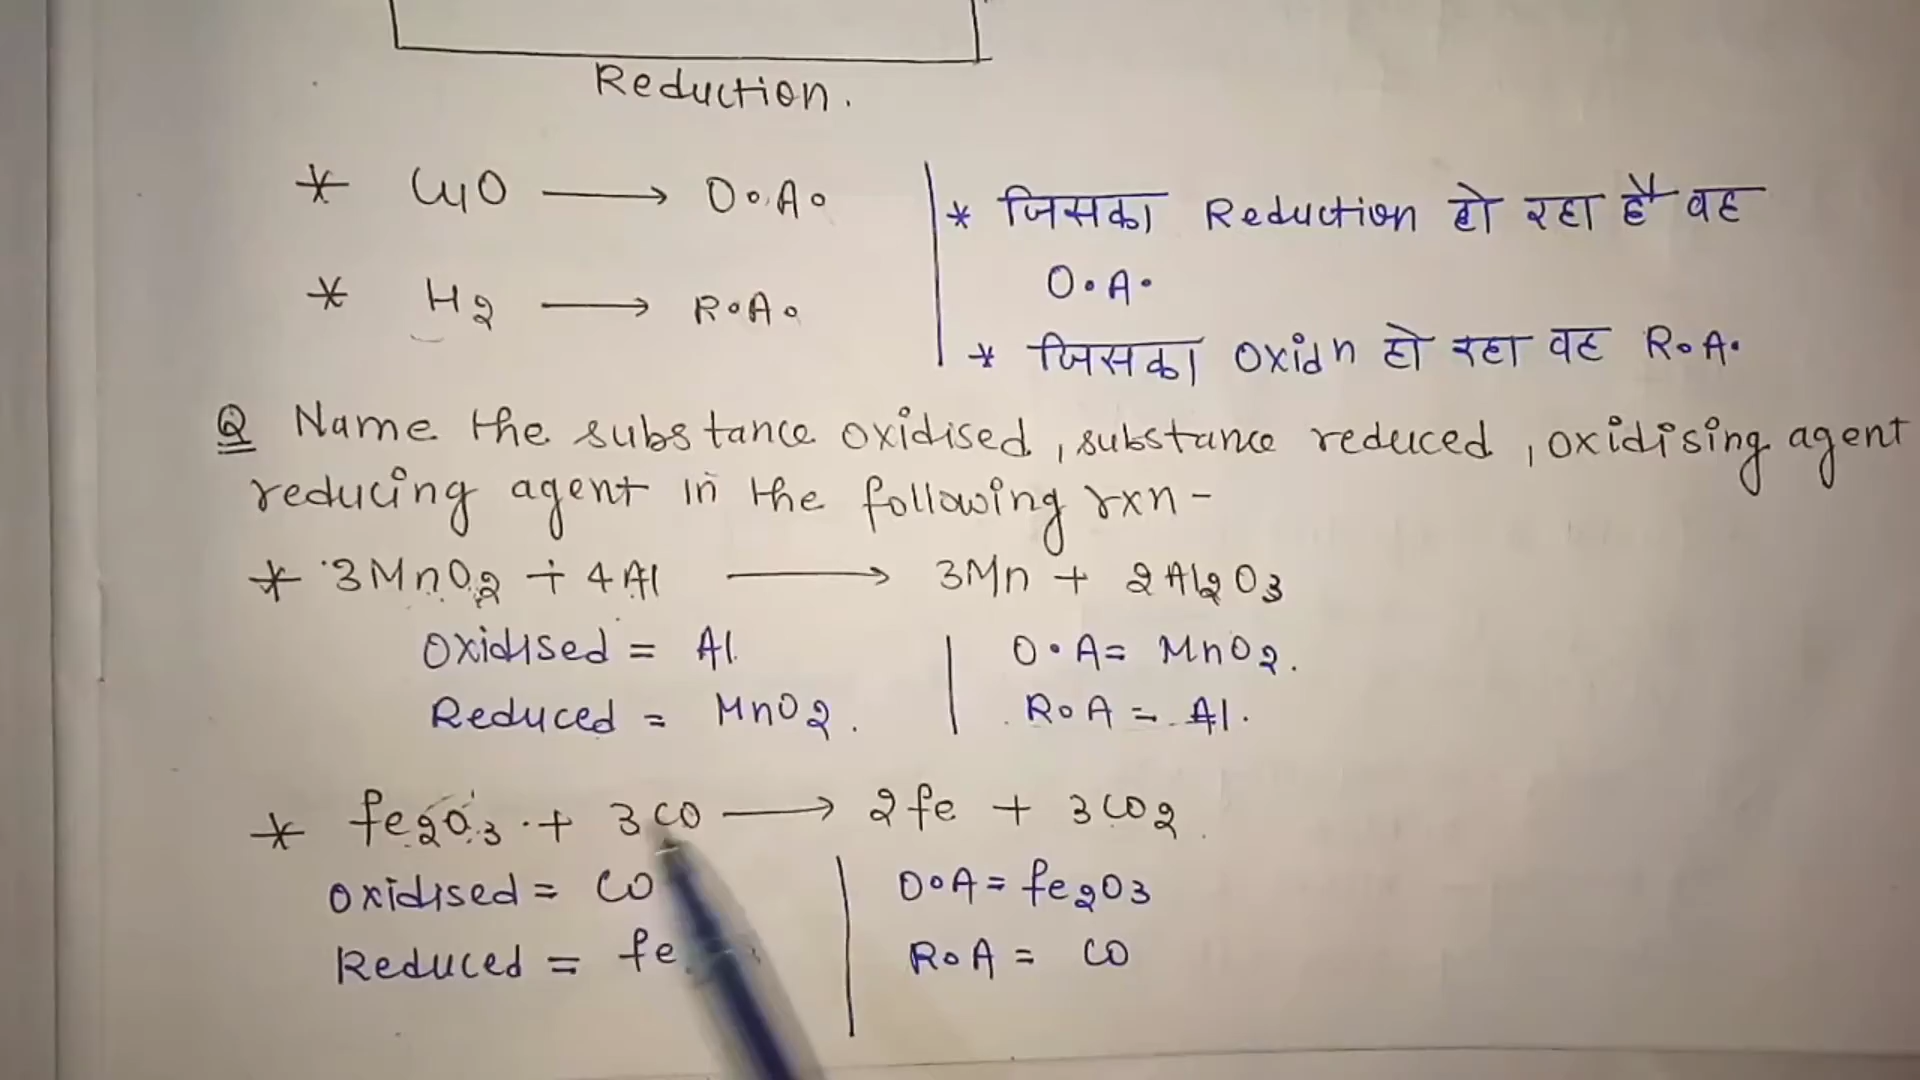 Reduction.
* CuO → O.A.
* जिसका Reduction हो रहा है वह
O.A.
* H2 → R.A.
* जिसका oxidn हो रहा वह R.A.
Q Name the substance oxidised, substance reduced, oxidising agent
reducing agent in the following rxn-
* 3MnO2 + 4Al → 3Mn + 2Al2O3
Oxidised = Al
O.A = MnO2.
Reduced = MnO2.
R.A = Al.
* fe2O3 + 3CO → 2fe + 3CO2
Oxidised = CO
O.A = fe2O3
Reduced = fe
R.A = CO